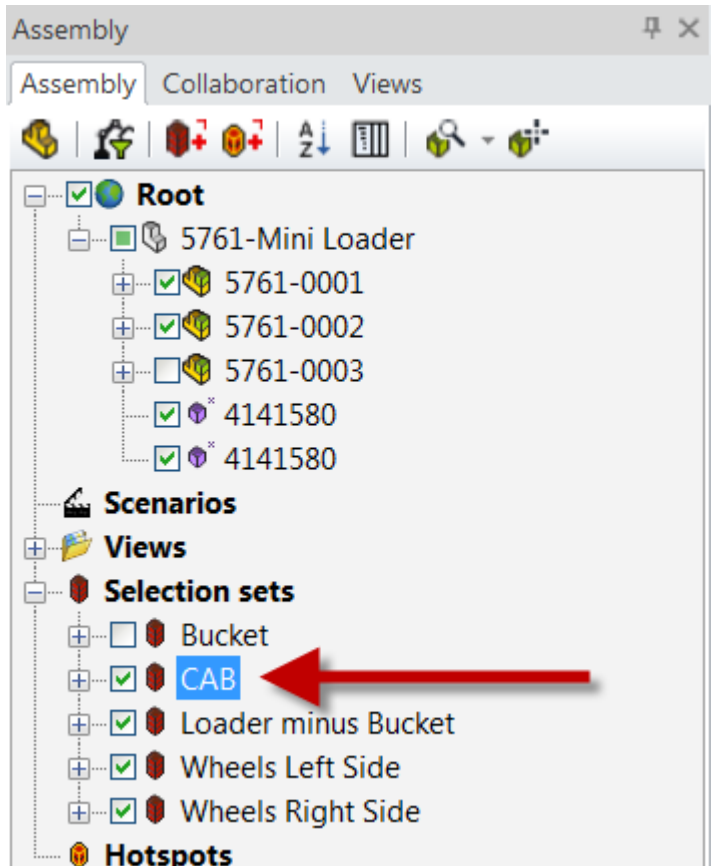 Assembly
Assembly Collaboration Views
Root
5761-Mini Loader
5761-0001
5761-0002
5761-0003
4141580
4141580
Scenarios
Views
Selection sets
Bucket
CAB
Loader minus Bucket
Wheels Left Side
Wheels Right Side
Hotspots